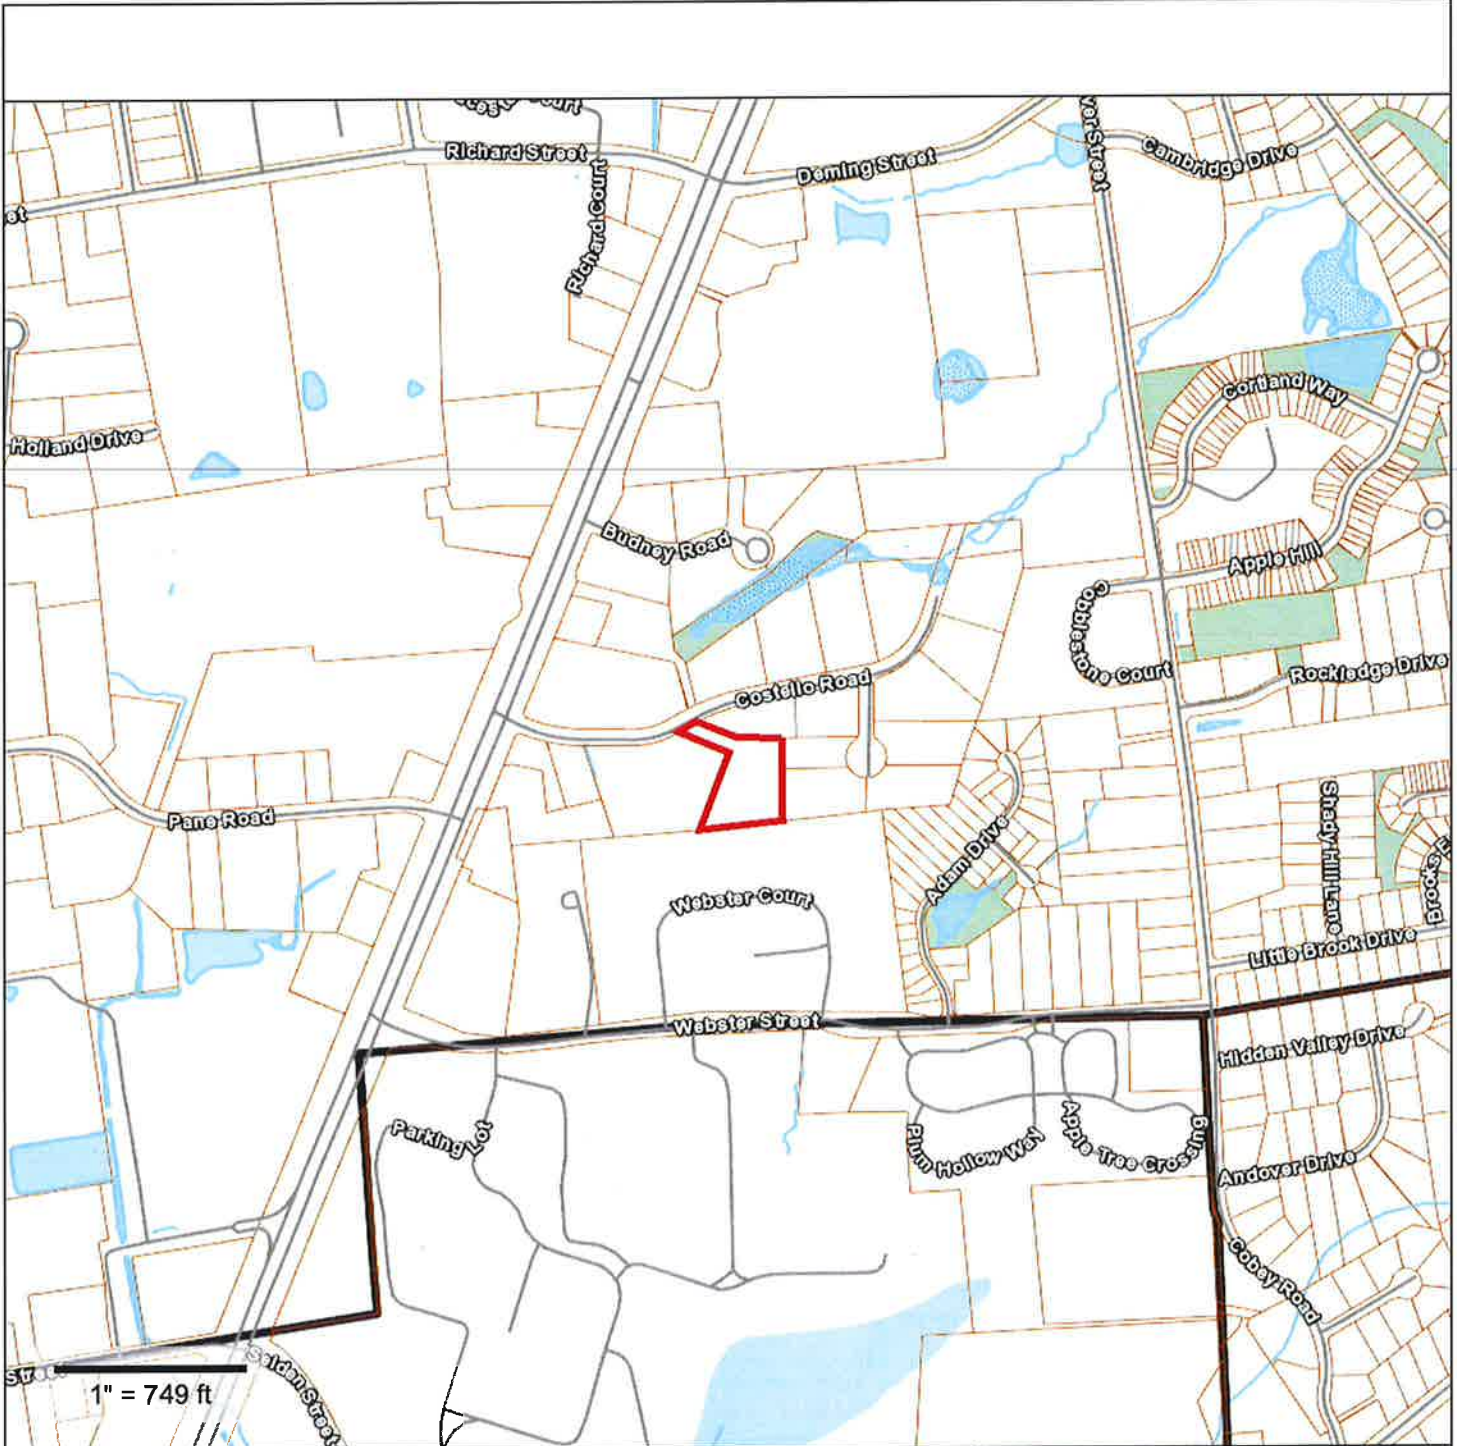 Richard Street
Deming Street
Cambridge Drive
Richard Court
Holland Drive
Cortland Way
Budney Road
Apple Hill
Cobblestone Court
Rockledge Drive
Costello Road
Pane Road
Shady Hill Lane
Adam Drive
Webster Court
Little Brook Drive
Webster Street
Hidden Valley Drive
Parking Lot
Plum Hollow Way
Apple Tree Crossing
Andover Drive
Cobey Road
Selden Street
1" = 749 ft